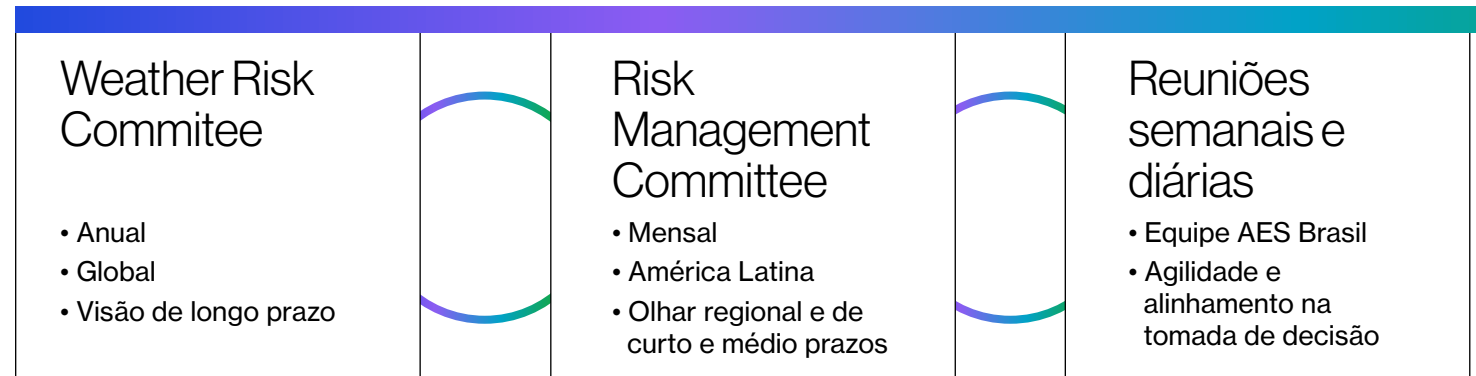 Weather Risk
Commitee
• Anual
• Global
• Visão de longo prazo
Risk
Management
Committee
• Mensal
• América Latina
• Olhar regional e de
curto e médio prazos
Reuniões
semanais e
diárias
• Equipe AES Brasil
• Agilidade e
alinhamento na
tomada de decisão